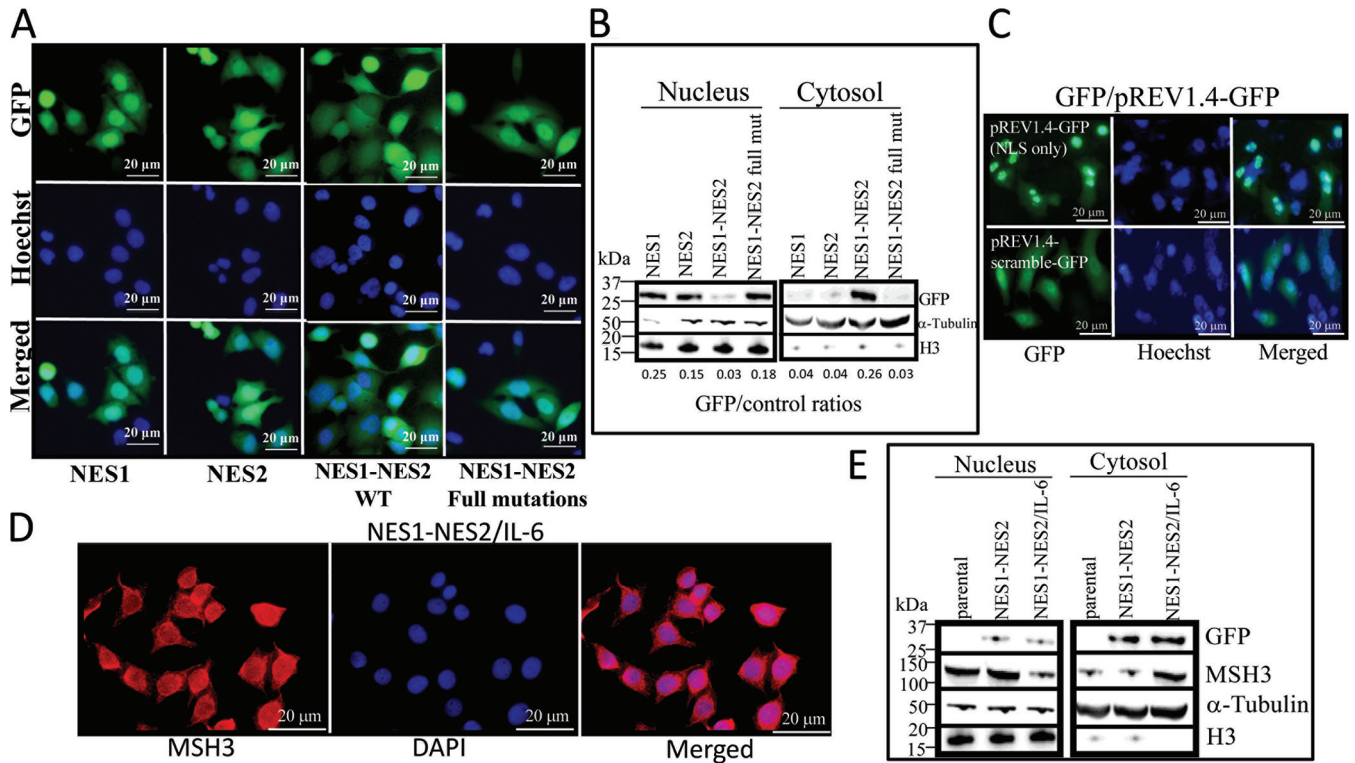 A
GFP
Hoechst
Merged
20 µm
20 µm
20 µm
20 µm
20 µm
20 µm
20 µm
20 µm
20 µm
20 µm
20 µm
20 µm
NES1
NES2
NES1-NES2
WT
NES1-NES2
Full mutations
B
Nucleus
Cytosol
NES1
NES2
NES1-NES2
NES1-NES2 full mut
NES1
NES2
NES1-NES2
NES1-NES2 full mut
kDa
37
25
50
20
15
GFP
α-Tubulin
H3
0.25 0.15 0.03 0.18 0.04 0.04 0.26 0.03
GFP/control ratios
C
GFP/pREV1.4-GFP
pREV1.4-GFP
(NLS only)
20 µm
20 µm
20 µm
pREV1.4-
scramble-GFP
20 µm
20 µm
20 µm
GFP
Hoechst
Merged
D
NES1-NES2/IL-6
20 µm
20 µm
20 µm
MSH3
DAPI
Merged
E
Nucleus
Cytosol
parental
NES1-NES2
NES1-NES2/IL-6
parental
NES1-NES2
NES1-NES2/IL-6
kDa
37
25
150
100
50
20
15
GFP
MSH3
α-Tubulin
H3